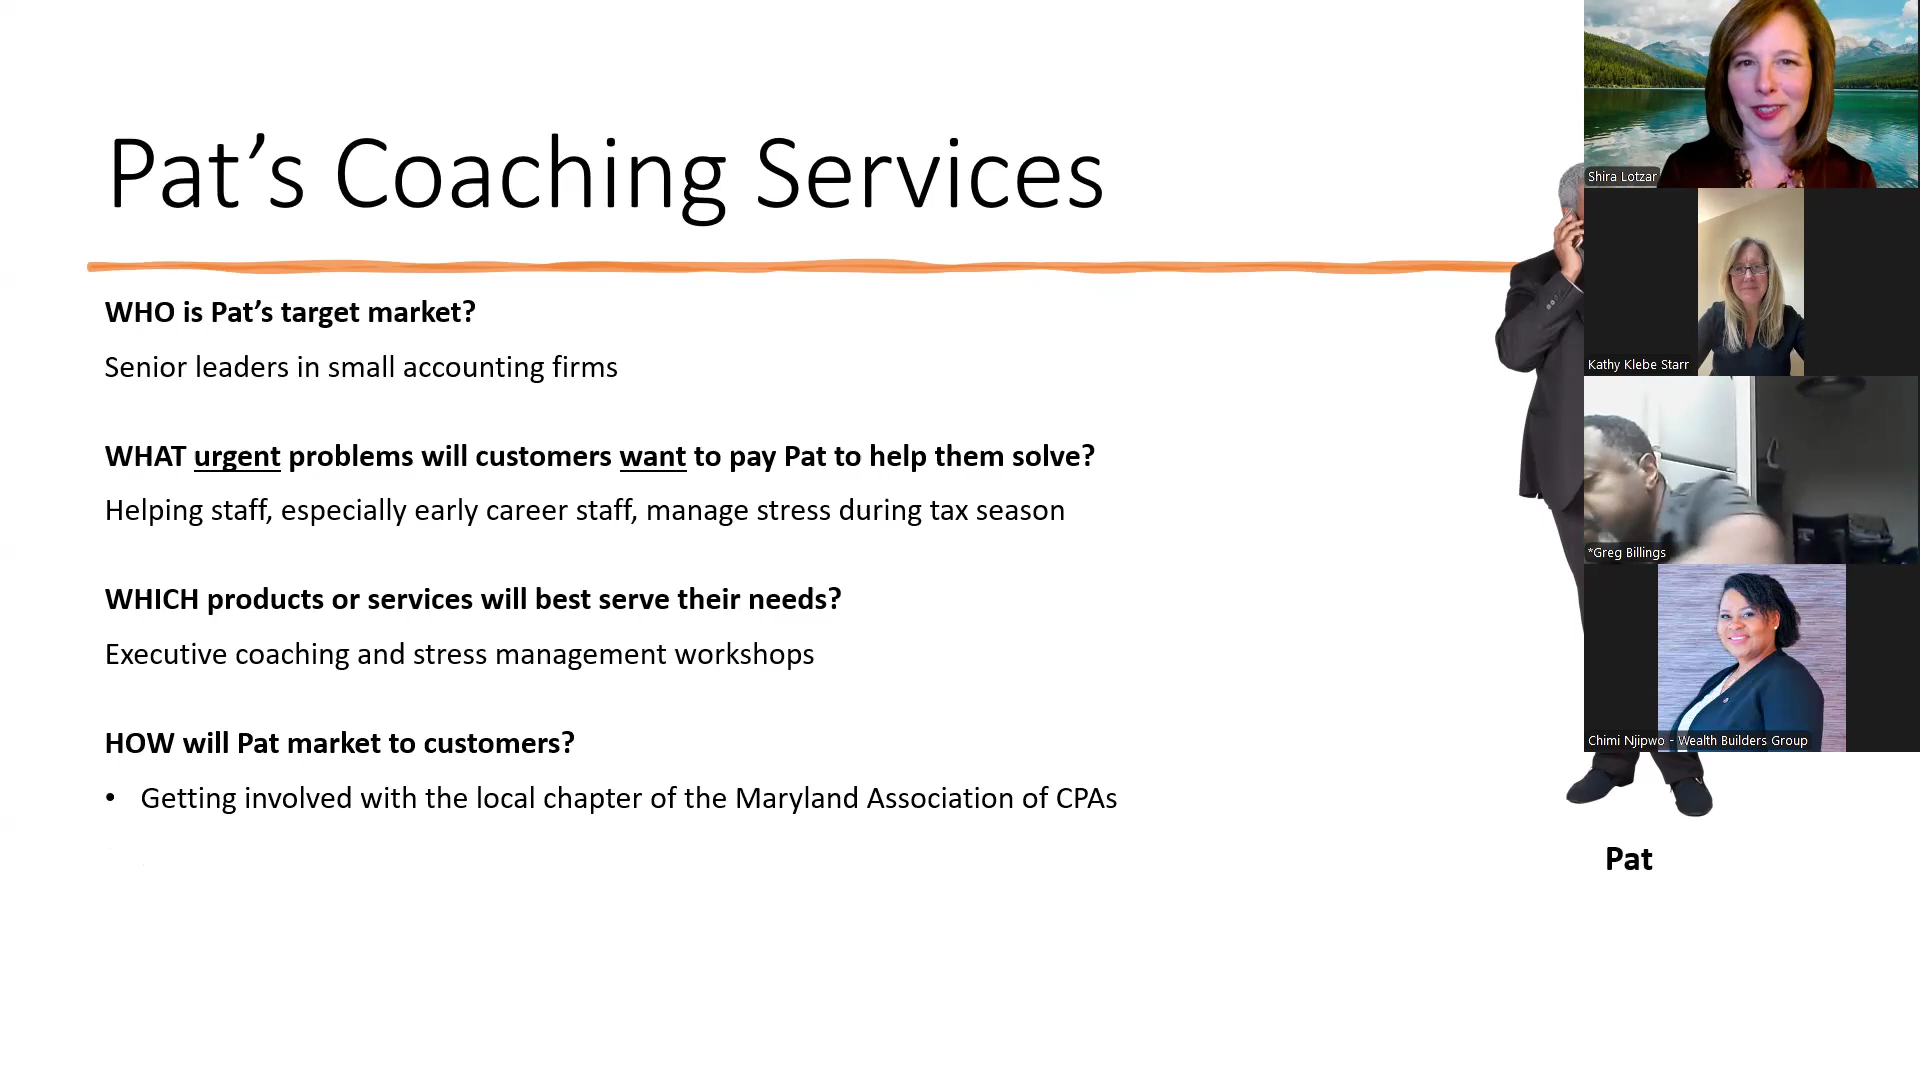 Pat’s Coaching Services
WHO is Pat’s target market?
Senior leaders in small accounting firms
WHAT urgent problems will customers want to pay Pat to help them solve?
Helping staff, especially early career staff, manage stress during tax season
WHICH products or services will best serve their needs?
Executive coaching and stress management workshops
HOW will Pat market to customers?
• Getting involved with the local chapter of the Maryland Association of CPAs
Pat
Shira Lotzar
Kathy Klebe Starr
*Greg Billings
Chimi Njipwo - Wealth Builders Group